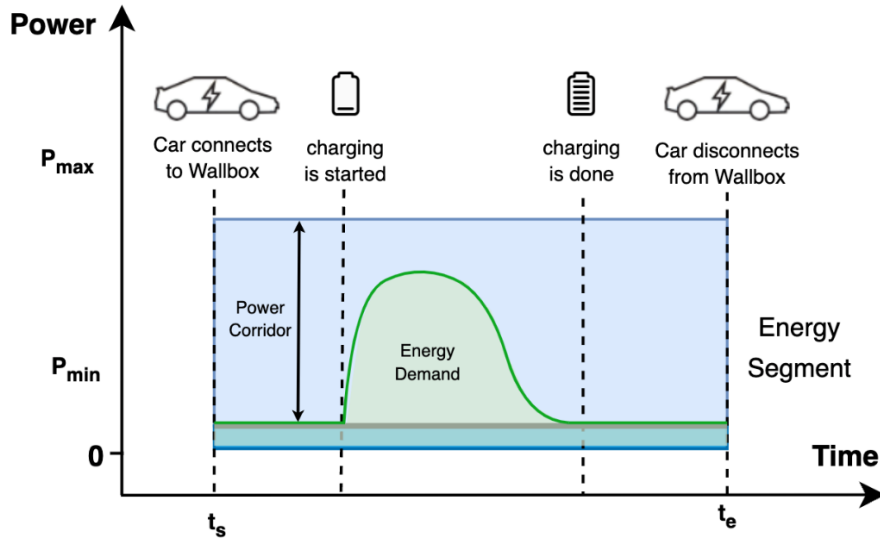 Power
Car connects
to Wallbox
charging
is started
charging
is done
Car disconnects
from Wallbox
Pmax
Power
Corridor
Energy
Demand
Energy
Segment
Pmin
0
Time
ts
te